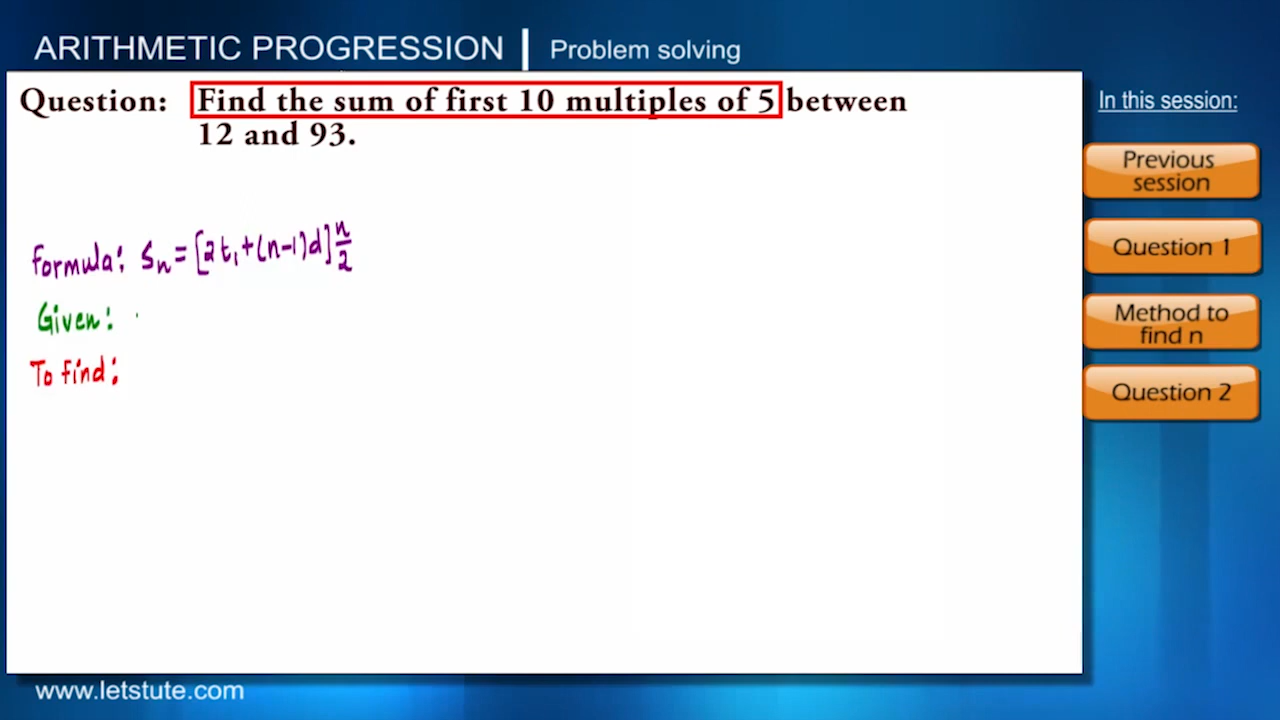 ARITHMETIC PROGRESSION | Problem solving
Question: Find the sum of first 10 multiples of 5 between
12 and 93.
Formula: Sn = [2t1 + (n-1)d] n/2
Given:
To find:
In this session:
Previous
session
Question 1
Method to
find n
Question 2
www.letstute.com